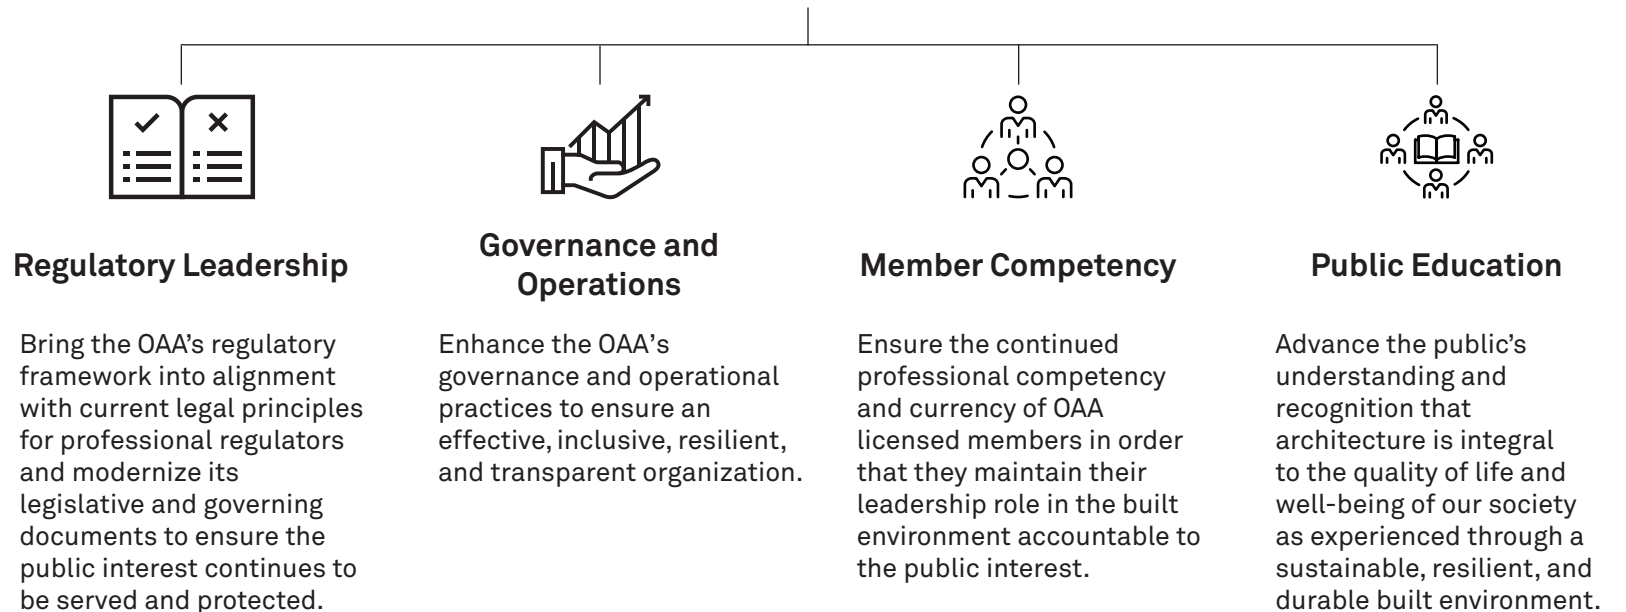 Regulatory Leadership
Bring the OAA’s regulatory
framework into alignment
with current legal principles
for professional regulators
and modernize its
legislative and governing
documents to ensure the
public interest continues to
be served and protected.
Governance and
Operations
Enhance the OAA’s
governance and operational
practices to ensure an
effective, inclusive, resilient,
and transparent organization.
Member Competency
Ensure the continued
professional competency
and currency of OAA
licensed members in order
that they maintain their
leadership role in the built
environment accountable to
the public interest.
Public Education
Advance the public’s
understanding and
recognition that
architecture is integral
to the quality of life and
well-being of our society
as experienced through a
sustainable, resilient, and
durable built environment.